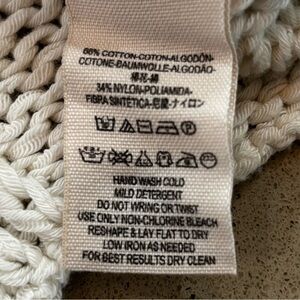 66% COTTON-COTON-ALGODÓN-
COTONE-BAUMWOLLE-ALGODÃO-
棉花-綿
34% NYLON-POLIAMIDA-
FIBRA SINTÉTICA-尼龍-ナイロン
HAND WASH COLD
MILD DETERGENT
DO NOT WRING OR TWIST
USE ONLY NON-CHLORINE BLEACH
RESHAPE & LAY FLAT TO DRY
LOW IRON AS NEEDED
FOR BEST RESULTS DRY CLEAN